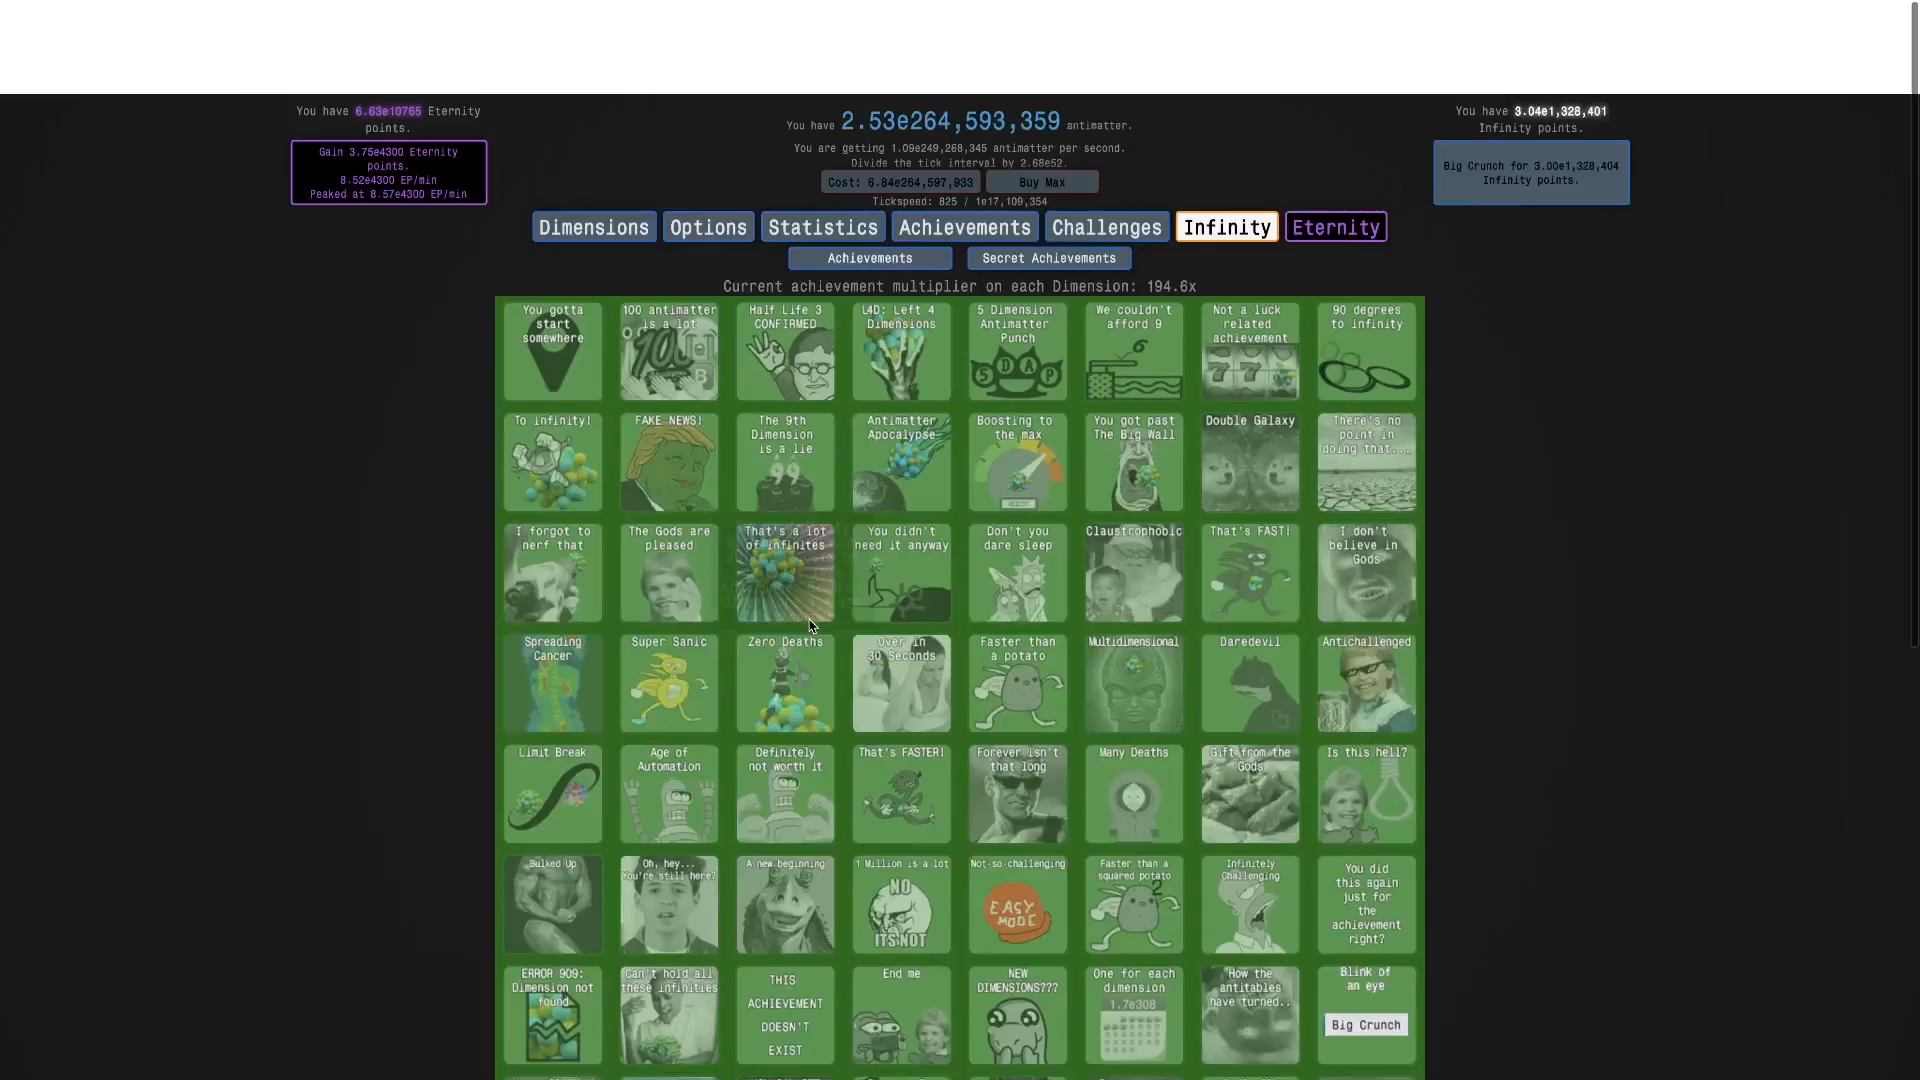 You have 6.63e10765 Eternity
points.
Gain 3.75e4300 Eternity
points.
8.52e4300 EP/min
Peaked at 8.57e4300 EP/min
You have 2.53e264,593,359 antimatter.
You are getting 1.09e249,268,345 antimatter per second.
Divide the tick interval by 2.68e52.
Cost: 6.84e264,597,933
Buy Max
Tickspeed: 825 / 1e17,109,354
You have 3.04e1,328,401
Infinity points.
Big Crunch for 3.00e1,328,404
Infinity points.
Dimensions
Options
Statistics
Achievements
Challenges
Infinity
Eternity
Achievements
Secret Achievements
Current achievement multiplier on each Dimension: 194.6x
You gotta
start
somewhere
100 antimatter
is a lot
Half Life 3
CONFIRMED
L4D: Left 4
Dimensions
5 Dimension
Antimatter
Punch
5 D A P
We couldn't
afford 9
Not a luck
related
achievement
7 7
90 degrees
to infinity
To infinity!
FAKE NEWS!
The 9th
Dimension
is a lie
Antimatter
Apocalypse
Boosting to
the max
You got past
The Big Wall
Double Galaxy
There's no
point in
doing that...
I forgot to
nerf that
The Gods are
pleased
That's a lot
of infinites
You didn't
need it anyway
Don't you
dare sleep
Claustrophobic
That's FAST!
I don't
believe in
Gods
Spreading
Cancer
Super Sanic
Zero Deaths
Over in
30 Seconds
Faster than
a potato
Multidimensional
Daredevil
Antichallenged
Limit Break
Age of
Automation
Definitely
not worth it
That's FASTER!
Forever isn't
that long
Many Deaths
Gift from the
Gods
Is this hell?
Bulked Up
Oh, hey...
You're still here?
A new beginning
1 Million is a lot
NO
ITS NOT
Not-so-challenging
EASY
MODE
Faster than a
squared potato
2
Infinitely
Challenging
You did
this again
just for
the
achievement
right?
ERROR 909:
Dimension not
found
Can't hold all
these infinities
THIS
ACHIEVEMENT
DOESN'T
EXIST
End me
NEW
DIMENSIONS???
One for each
dimension
1.7e308
How the
antitables
have turned..
Blink of
an eye
Big Crunch